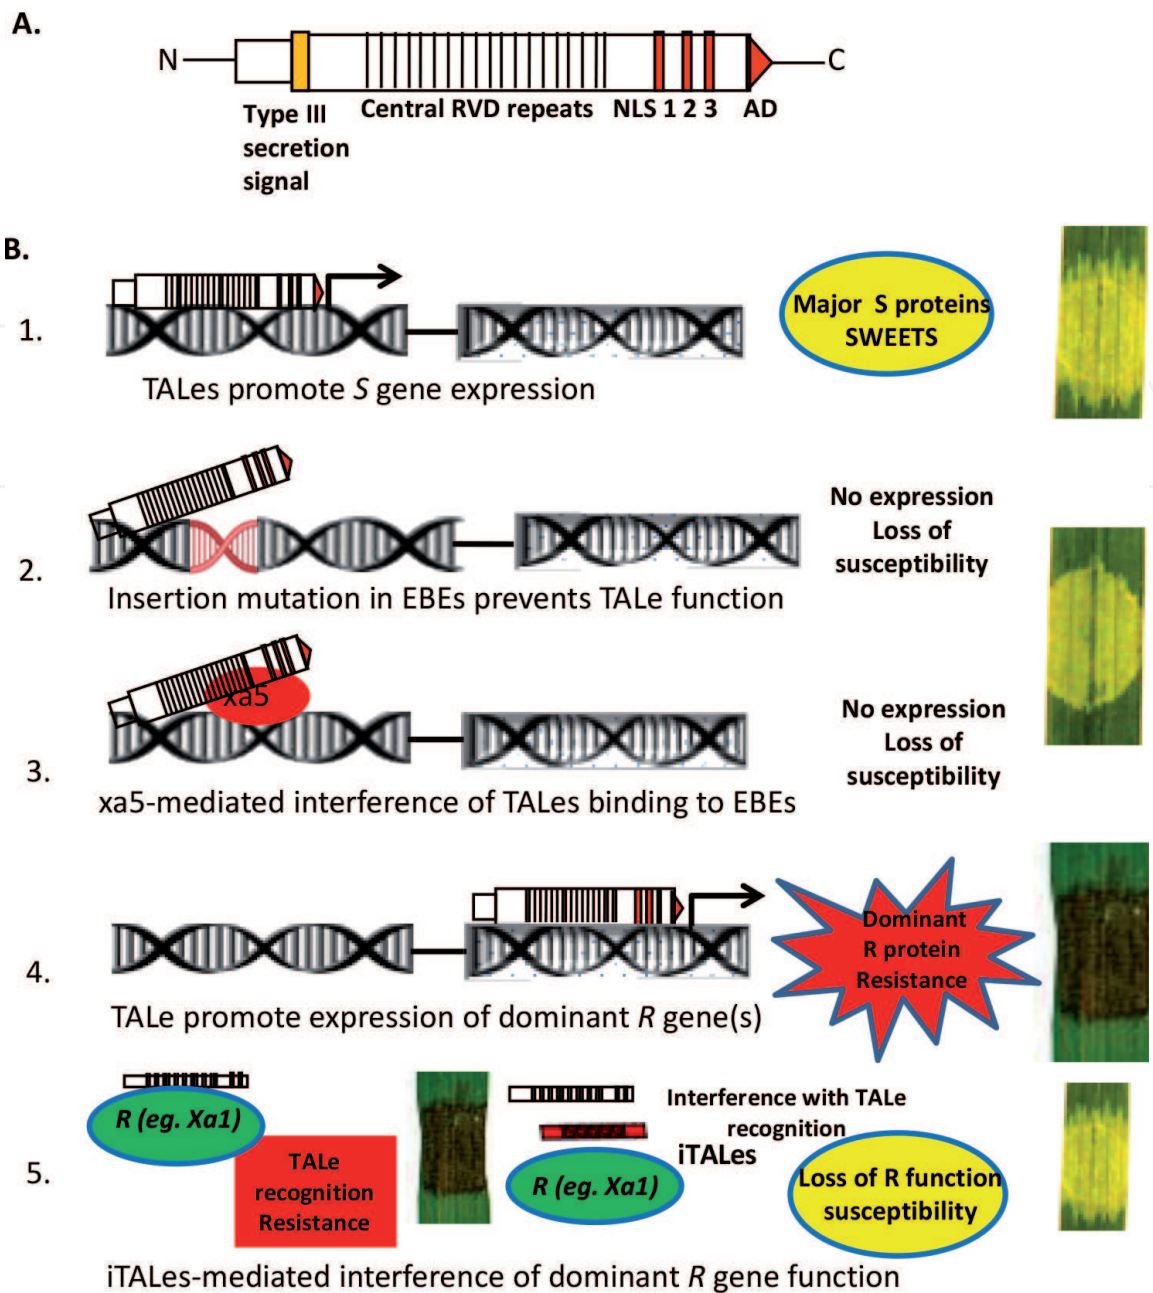 A.
N
C
Type III
secretion
signal
Central RVD repeats
NLS 1 2 3
AD
B.
1.
Major S proteins
SWEETS
TALes promote S gene expression
2.
No expression
Loss of
susceptibility
Insertion mutation in EBEs prevents TALe function
xa5
3.
No expression
Loss of
susceptibility
xa5-mediated interference of TALes binding to EBEs
4.
Dominant
R protein
Resistance
TALe promote expression of dominant R gene(s)
5.
R (eg. Xa1)
TALe
recognition
Resistance
Interference with TALe
recognition
iTALes
R (eg. Xa1)
Loss of R function
susceptibility
iTALes-mediated interference of dominant R gene function